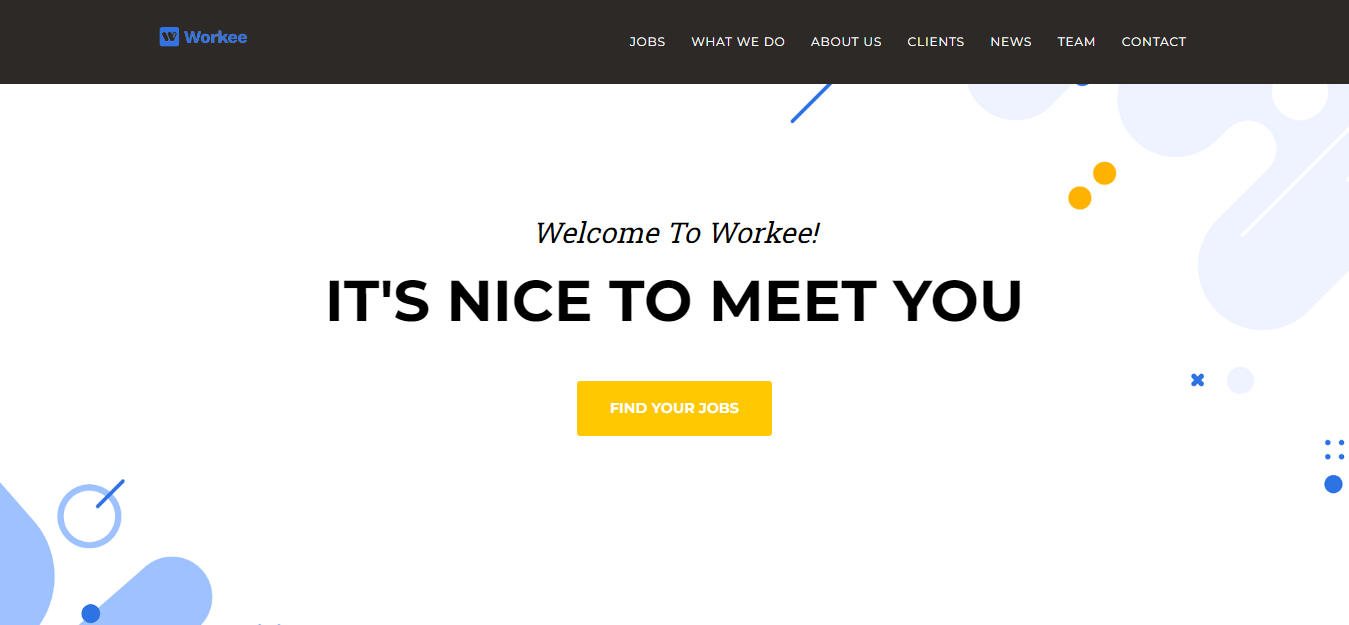 W Workee
JOBS WHAT WE DO ABOUT US CLIENTS NEWS TEAM CONTACT
Welcome To Workee!
IT'S NICE TO MEET YOU
FIND YOUR JOBS